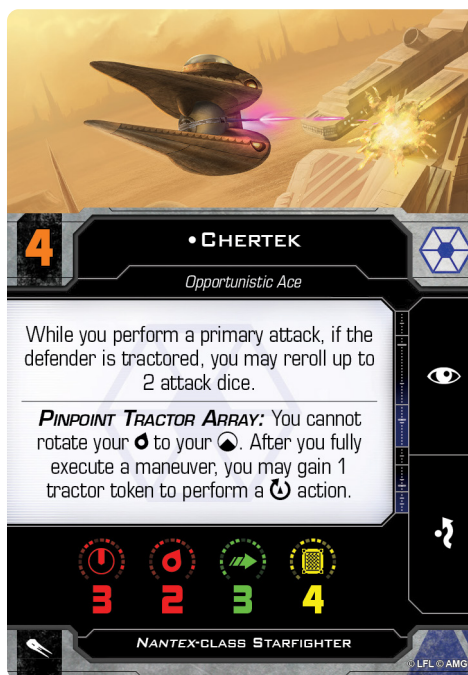 4
• CHERTEK
Opportunistic Ace
While you perform a primary attack, if the
defender is tractored, you may reroll up to
2 attack dice.
PINPOINT TRACTOR ARRAY: You cannot
rotate your to your . After you fully
execute a maneuver, you may gain 1
tractor token to perform a action.
3 2 3 4
NANTEX-CLASS STARFIGHTER
© LFL © AMG